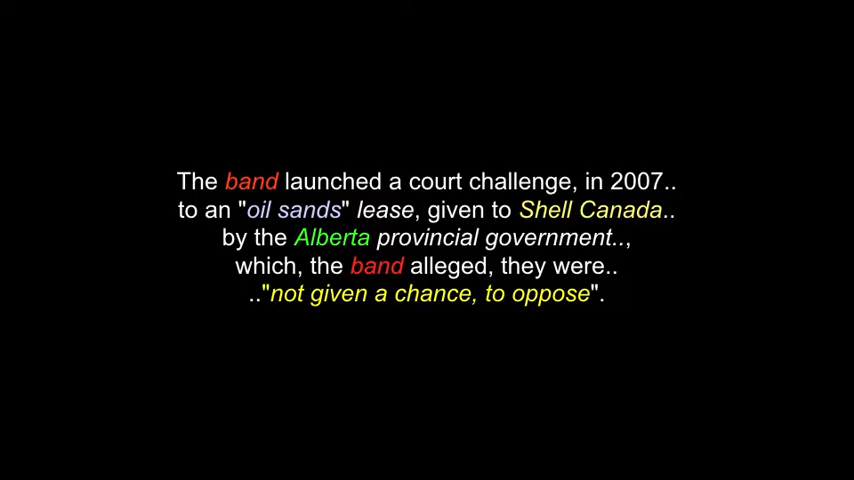 The band launched a court challenge, in 2007..
to an "oil sands" lease, given to Shell Canada..
by the Alberta provincial government..,
which, the band alleged, they were..
.."not given a chance, to oppose".